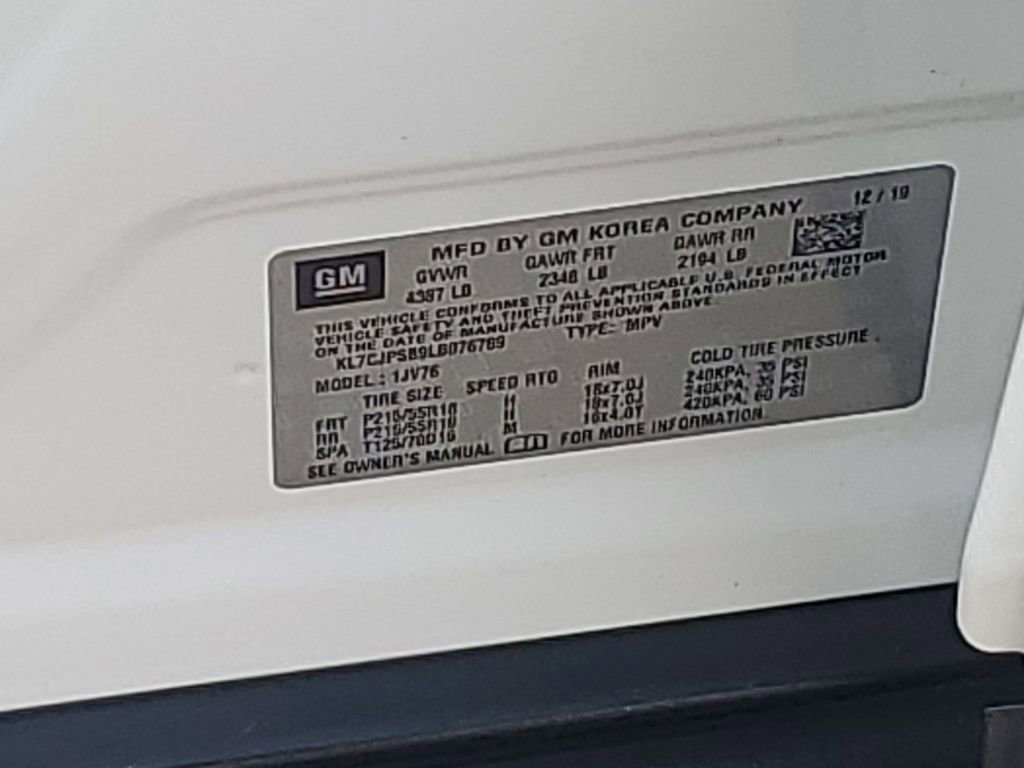 12 / 19
MFD BY GM KOREA COMPANY
GM
GVWR GAWR FRT GAWR RR
4387 LB 2348 LB 2194 LB
THIS VEHICLE CONFORMS TO ALL APPLICABLE U.S. FEDERAL MOTOR
VEHICLE SAFETY AND THEFT PREVENTION STANDARDS IN EFFECT
ON THE DATE OF MANUFACTURE SHOWN ABOVE.
TYPE: MPV
MODEL: 1JV76
TIRE SIZE SPEED RTG RIM COLD TIRE PRESSURE
FRT P215/55R18 H 18x7.0J 240KPA, 35 PSI
RR P215/55R18 H 18x7.0J 240KPA, 35 PSI
SPA T125/70D16 M 16x4.0T 420KPA, 60 PSI
SEE OWNER'S MANUAL FOR MORE INFORMATION.